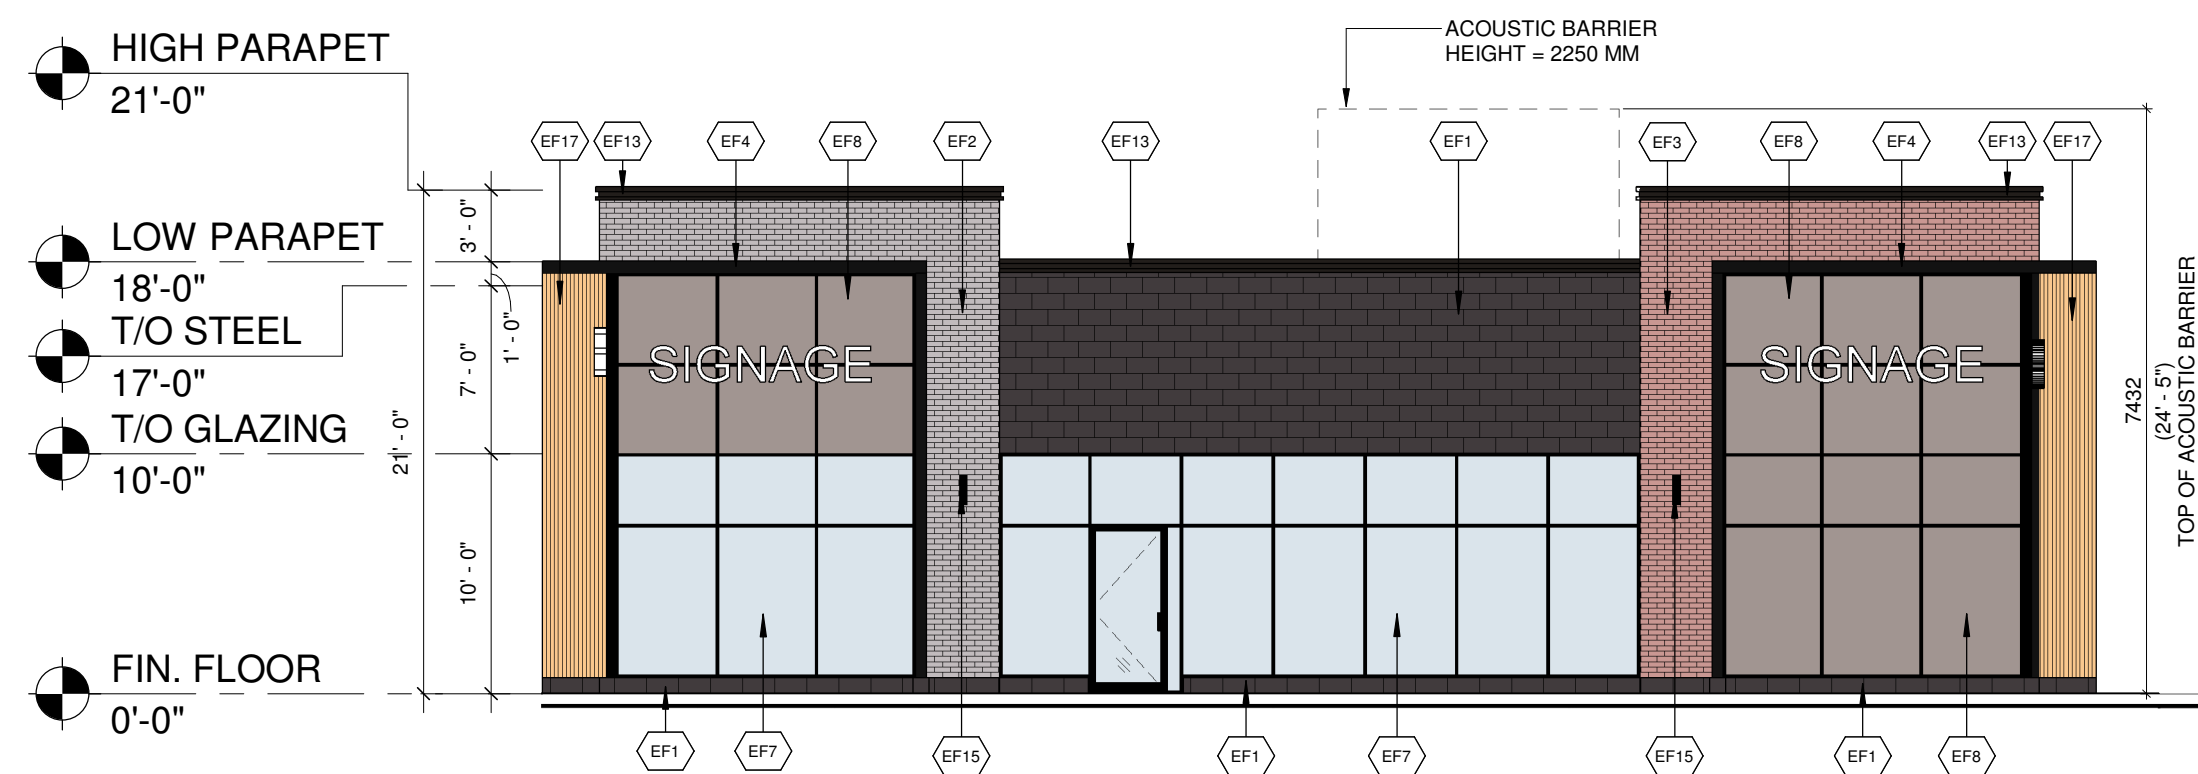 ACOUSTIC BARRIER
HEIGHT = 2250 MM
HIGH PARAPET
21'-0"
LOW PARAPET
18'-0"
T/O STEEL
17'-0"
T/O GLAZING
10'-0"
FIN. FLOOR
0'-0"
21' - 0"
3' - 0"
1' - 0"
7' - 0"
10' - 0"
EF17 EF13 EF4 EF8 EF2 EF13 EF1 EF3 EF8 EF4 EF13 EF17
SIGNAGE
SIGNAGE
7432
(24' - 5")
TOP OF ACOUSTIC BARRIER
EF1 EF7 EF15 EF1 EF7 EF15 EF1 EF8